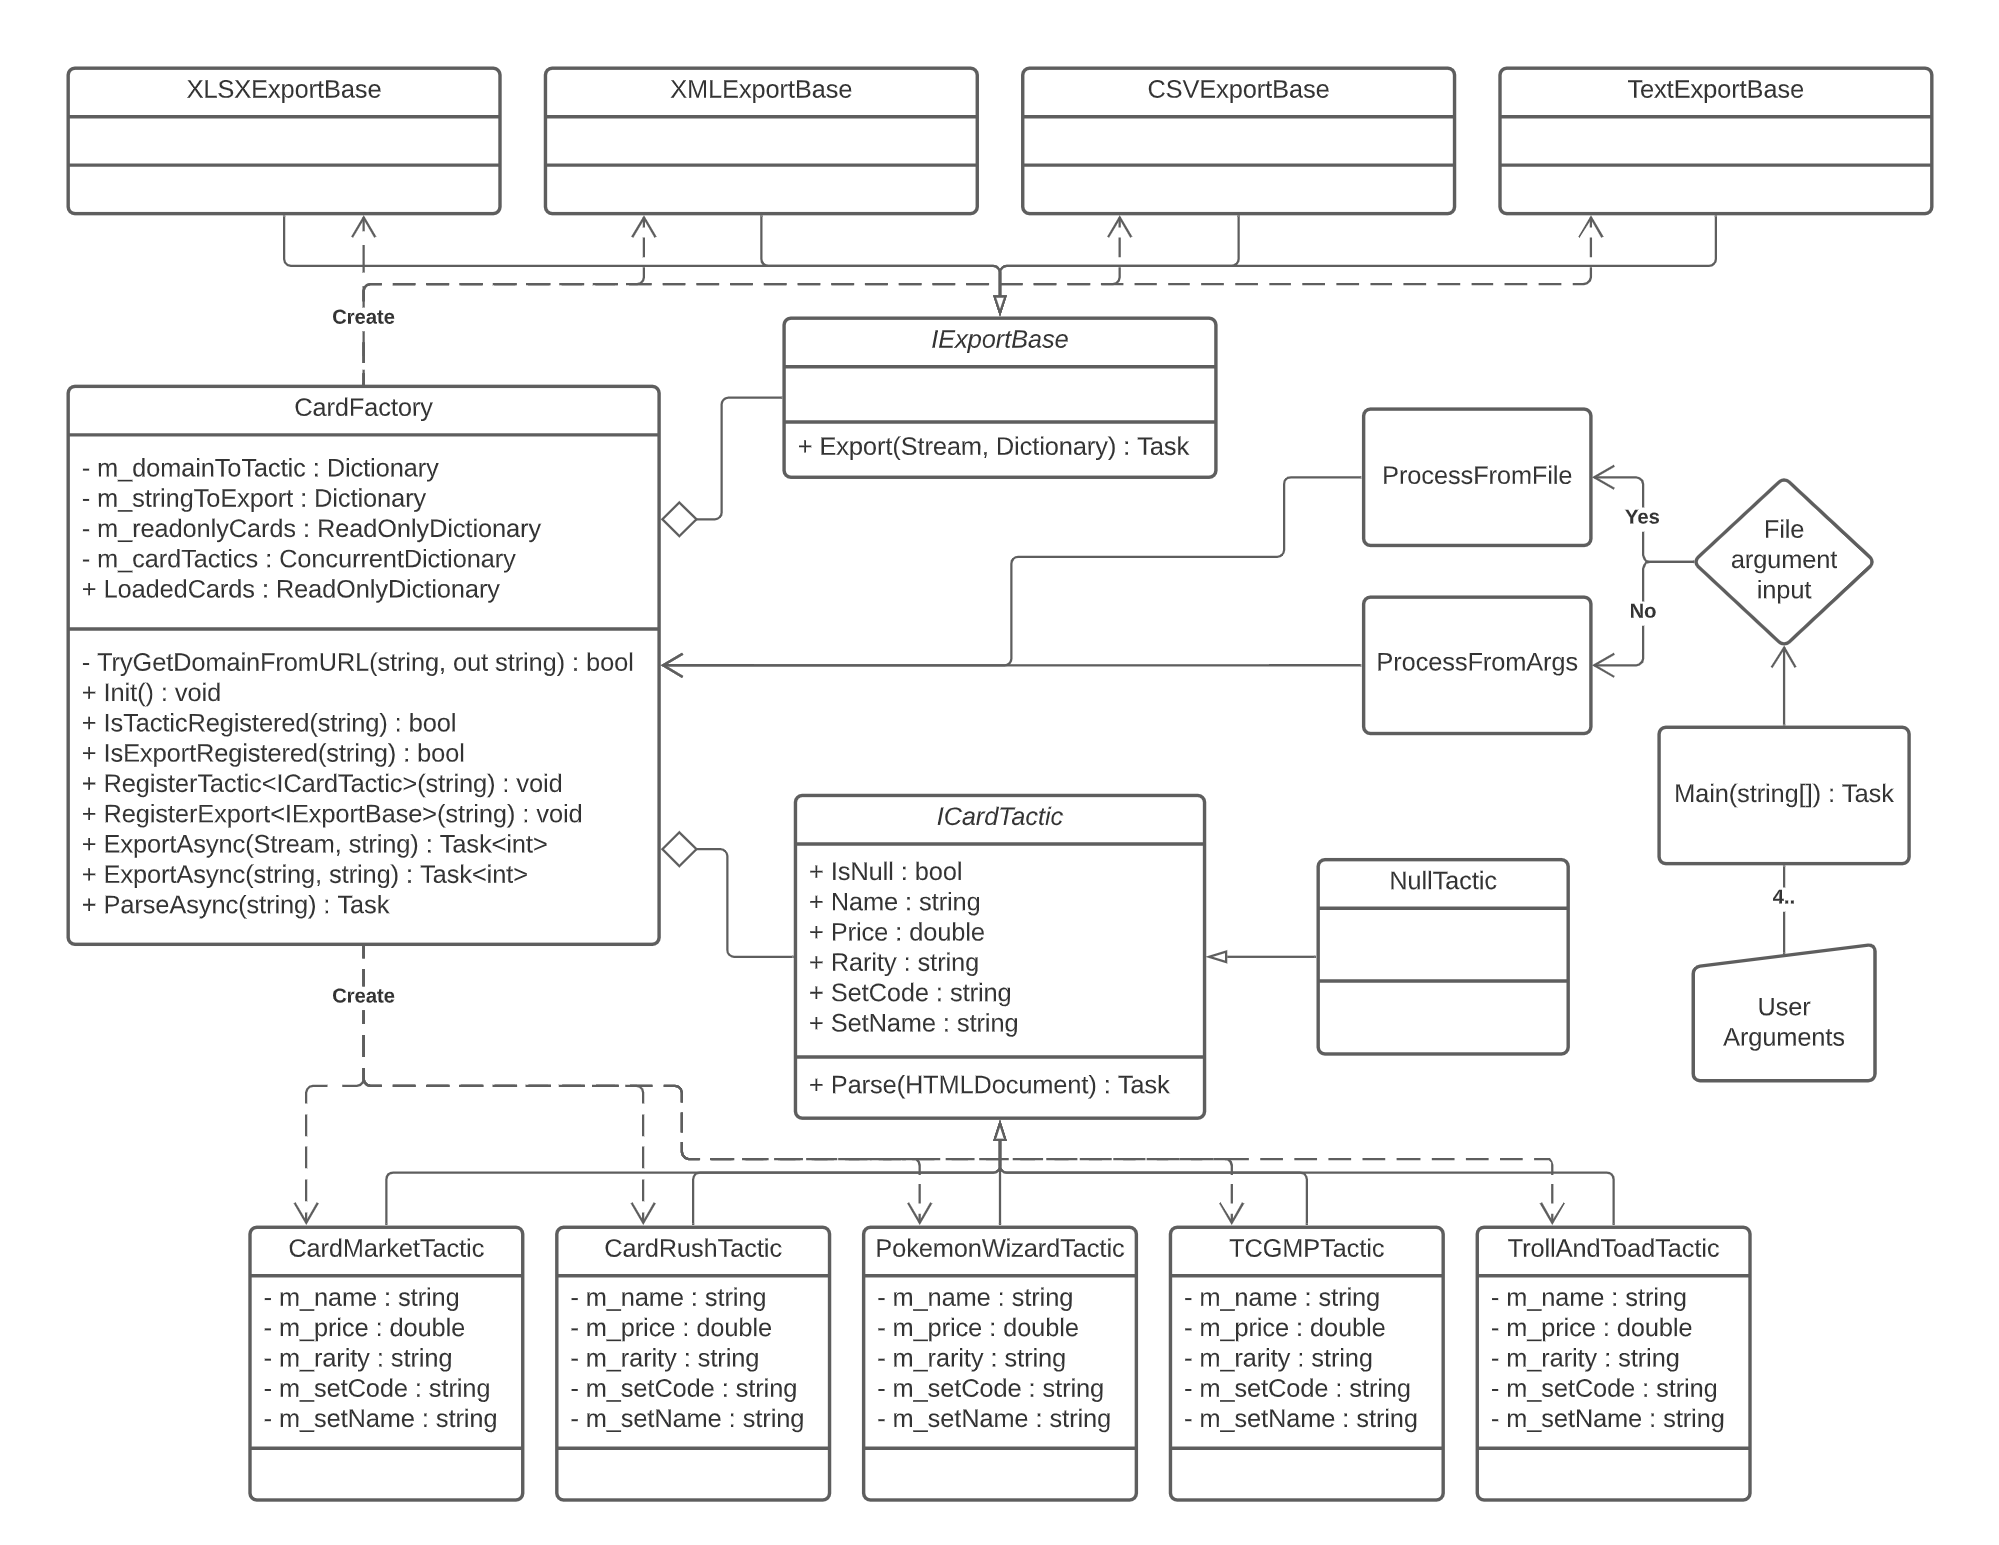 XLSXExportBase
XMLExportBase
CSVExportBase
TextExportBase
Create
IExportBase
+ Export(Stream, Dictionary) : Task
CardFactory
- m_domainToTactic : Dictionary
- m_stringToExport : Dictionary
- m_readonlyCards : ReadOnlyDictionary
- m_cardTactics : ConcurrentDictionary
+ LoadedCards : ReadOnlyDictionary
- TryGetDomainFromURL(string, out string) : bool
+ Init() : void
+ IsTacticRegistered(string) : bool
+ IsExportRegistered(string) : bool
+ RegisterTactic<ICardTactic>(string) : void
+ RegisterExport<IExportBase>(string) : void
+ ExportAsync(Stream, string) : Task<int>
+ ExportAsync(string, string) : Task<int>
+ ParseAsync(string) : Task
ProcessFromFile
Yes
File
argument
input
No
ProcessFromArgs
Main(string[]) : Task
4..
User
Arguments
ICardTactic
+ IsNull : bool
+ Name : string
+ Price : double
+ Rarity : string
+ SetCode : string
+ SetName : string
+ Parse(HTMLDocument) : Task
NullTactic
Create
CardMarketTactic
- m_name : string
- m_price : double
- m_rarity : string
- m_setCode : string
- m_setName : string
CardRushTactic
- m_name : string
- m_price : double
- m_rarity : string
- m_setCode : string
- m_setName : string
PokemonWizardTactic
- m_name : string
- m_price : double
- m_rarity : string
- m_setCode : string
- m_setName : string
TCGMPTactic
- m_name : string
- m_price : double
- m_rarity : string
- m_setCode : string
- m_setName : string
TrollAndToadTactic
- m_name : string
- m_price : double
- m_rarity : string
- m_setCode : string
- m_setName : string